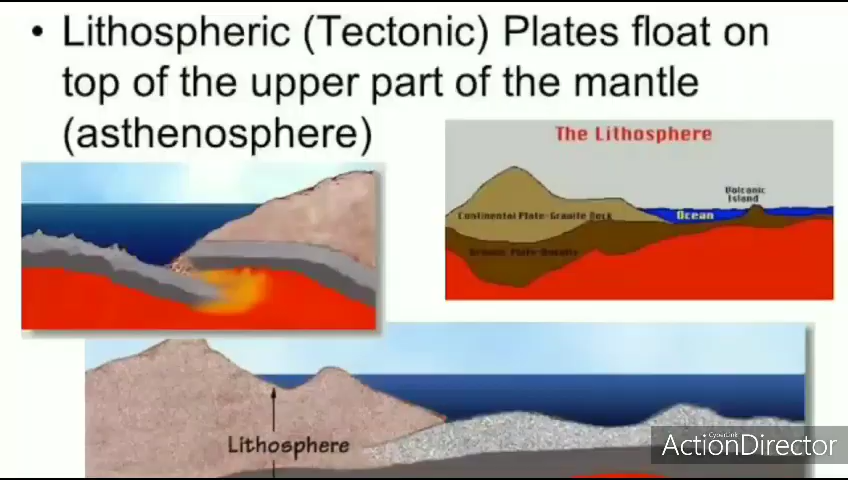 • Lithospheric (Tectonic) Plates float on
top of the upper part of the mantle
(asthenosphere)
The Lithosphere
Volcanic
Island
Continental Plate-Granite Rock
Ocean
Oceanic Plate-Basalt
Lithosphere
CyberLink
ActionDirector